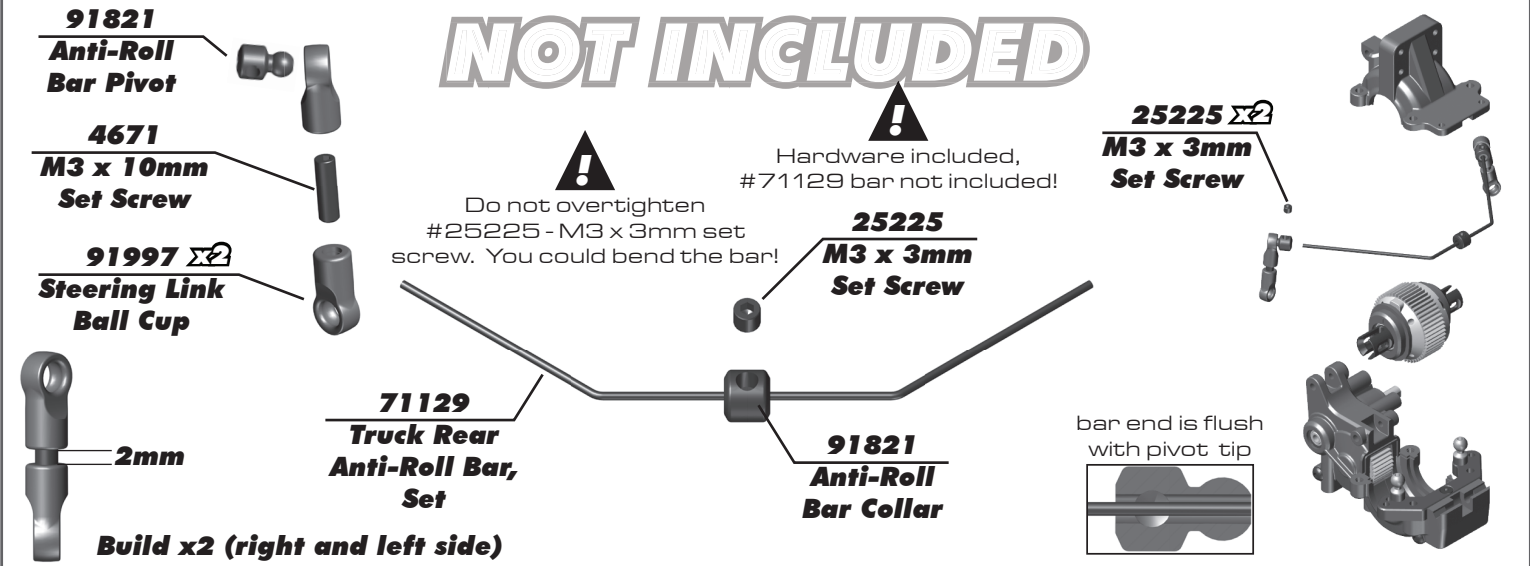 NOT INCLUDED
91821
Anti-Roll
Bar Pivot
4671
M3 x 10mm
Set Screw
91997 x2
Steering Link
Ball Cup
2mm
Build x2 (right and left side)
!
Do not overtighten
#25225 - M3 x 3mm set
screw. You could bend the bar!
!
Hardware included,
#71129 bar not included!
25225
M3 x 3mm
Set Screw
71129
Truck Rear
Anti-Roll Bar,
Set
91821
Anti-Roll
Bar Collar
25225 x2
M3 x 3mm
Set Screw
bar end is flush
with pivot tip